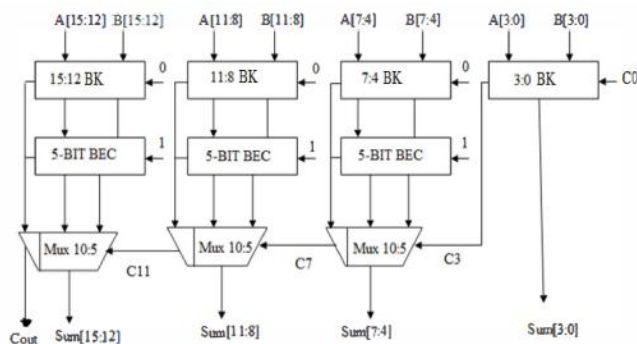 A[15:12] B[15:12] A[11:8] B[11:8] A[7:4] B[7:4] A[3:0] B[3:0]
15:12 BK 0 11:8 BK 0 7:4 BK 0 3:0 BK C0
5-BIT BEC 1 5-BIT BEC 1 5-BIT BEC 1
Mux 10:5 C11 Mux 10:5 C7 Mux 10:5 C3
Cout Sum[15:12] Sum[11:8] Sum[7:4] Sum[3:0]